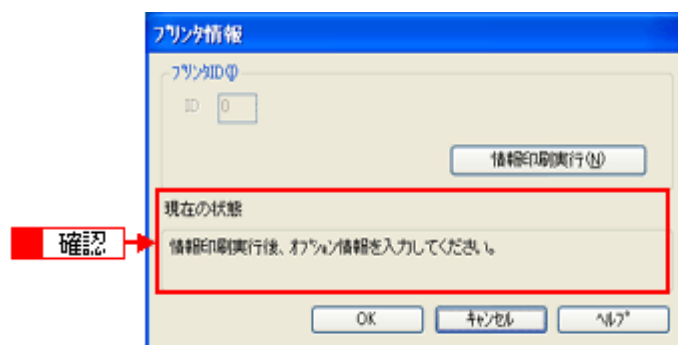 プリンタ情報
プリンタID(I)
ID 0
情報印刷実行(N)
現在の状態
確認
情報印刷実行後、オプション情報を入力してください。
OK キャンセル ヘルプ